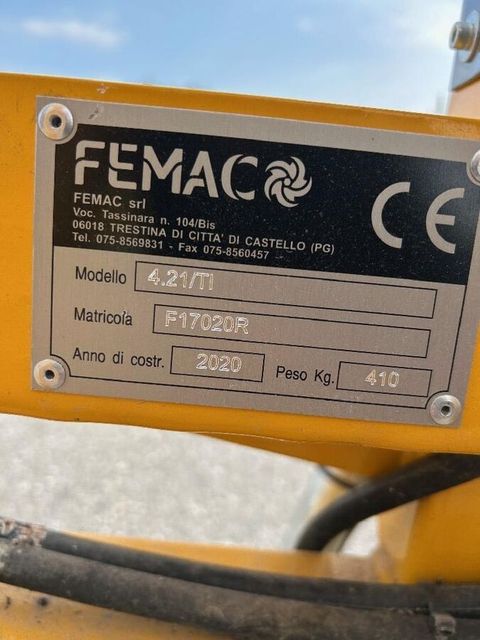 FEMAC
FEMAC srl
Voc. Tassinara n. 104/Bis
06018 TRESTINA DI CITTA' DI CASTELLO (PG)
Tel. 075-8569831 - Fax 075-8560457
CE
Modello 4.21/TI
Matricola F17020R
Anno di costr. 2020 Peso Kg. 410